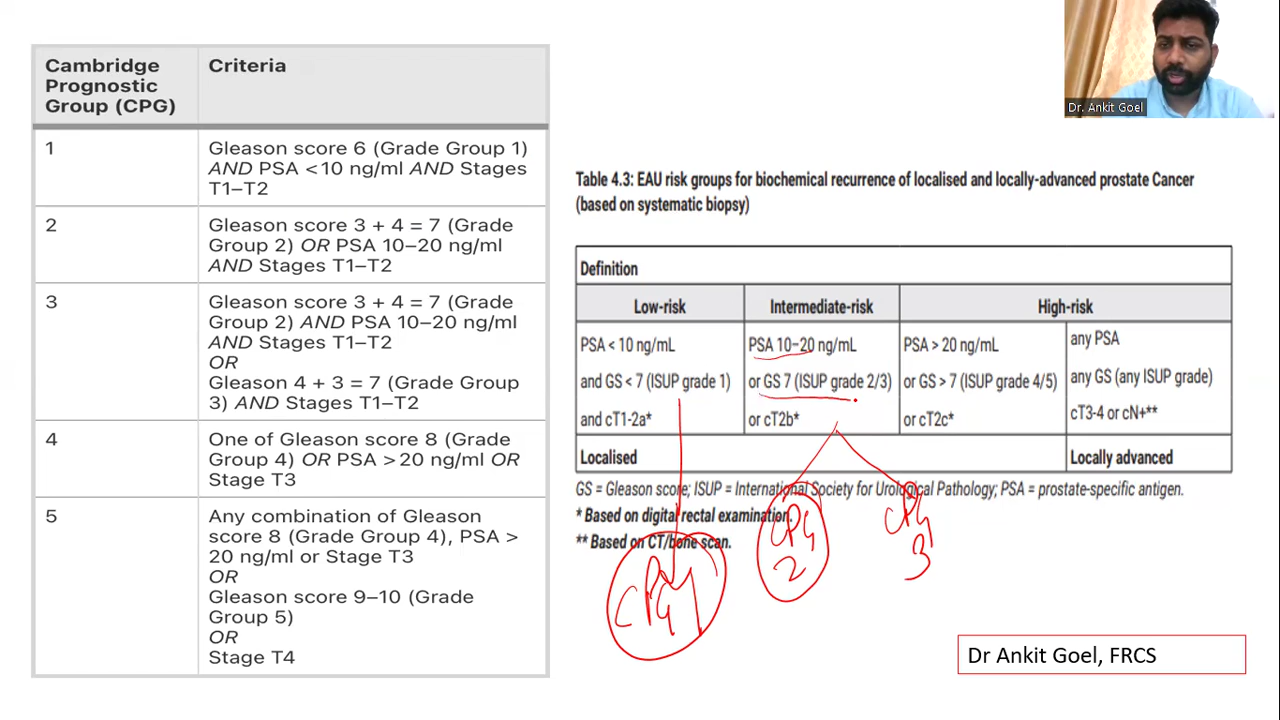 Cambridge
Prognostic
Group (CPG)
Criteria
1
Gleason score 6 (Grade Group 1)
AND PSA <10 ng/ml AND Stages
T1–T2
2
Gleason score 3 + 4 = 7 (Grade
Group 2) OR PSA 10–20 ng/ml
AND Stages T1–T2
3
Gleason score 3 + 4 = 7 (Grade
Group 2) AND PSA 10–20 ng/ml
AND Stages T1–T2
OR
Gleason 4 + 3 = 7 (Grade Group
3) AND Stages T1–T2
4
One of Gleason score 8 (Grade
Group 4) OR PSA >20 ng/ml OR
Stage T3
5
Any combination of Gleason
score 8 (Grade Group 4), PSA >
20 ng/ml or Stage T3
OR
Gleason score 9–10 (Grade
Group 5)
OR
Stage T4
Dr. Ankit Goel
Table 4.3: EAU risk groups for biochemical recurrence of localised and locally-advanced prostate Cancer
(based on systematic biopsy)
Definition
Low-risk
Intermediate-risk
High-risk
PSA < 10 ng/mL
PSA 10-20 ng/mL
PSA > 20 ng/mL
any PSA
and GS < 7 (ISUP grade 1)
or GS 7 (ISUP grade 2/3)
or GS > 7 (ISUP grade 4/5)
any GS (any ISUP grade)
and cT1-2a*
or cT2b*
or cT2c*
cT3-4 or cN+**
Localised
Locally advanced
GS = Gleason score; ISUP = International Society for Urological Pathology; PSA = prostate-specific antigen.
* Based on digital rectal examination.
** Based on CT/bone scan.
CPG 1
CPG
2
CPG
3
Dr Ankit Goel, FRCS